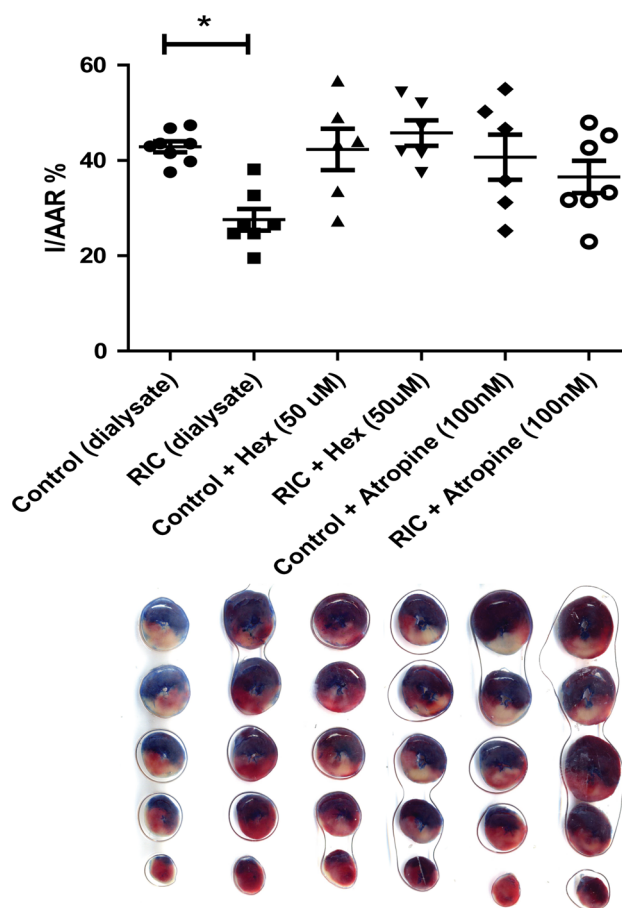 *
60
40
20
0
I/AAR %
Control (dialysate)
RIC (dialysate)
Control + Hex (50 uM)
RIC + Hex (50uM)
Control + Atropine (100nM)
RIC + Atropine (100nM)